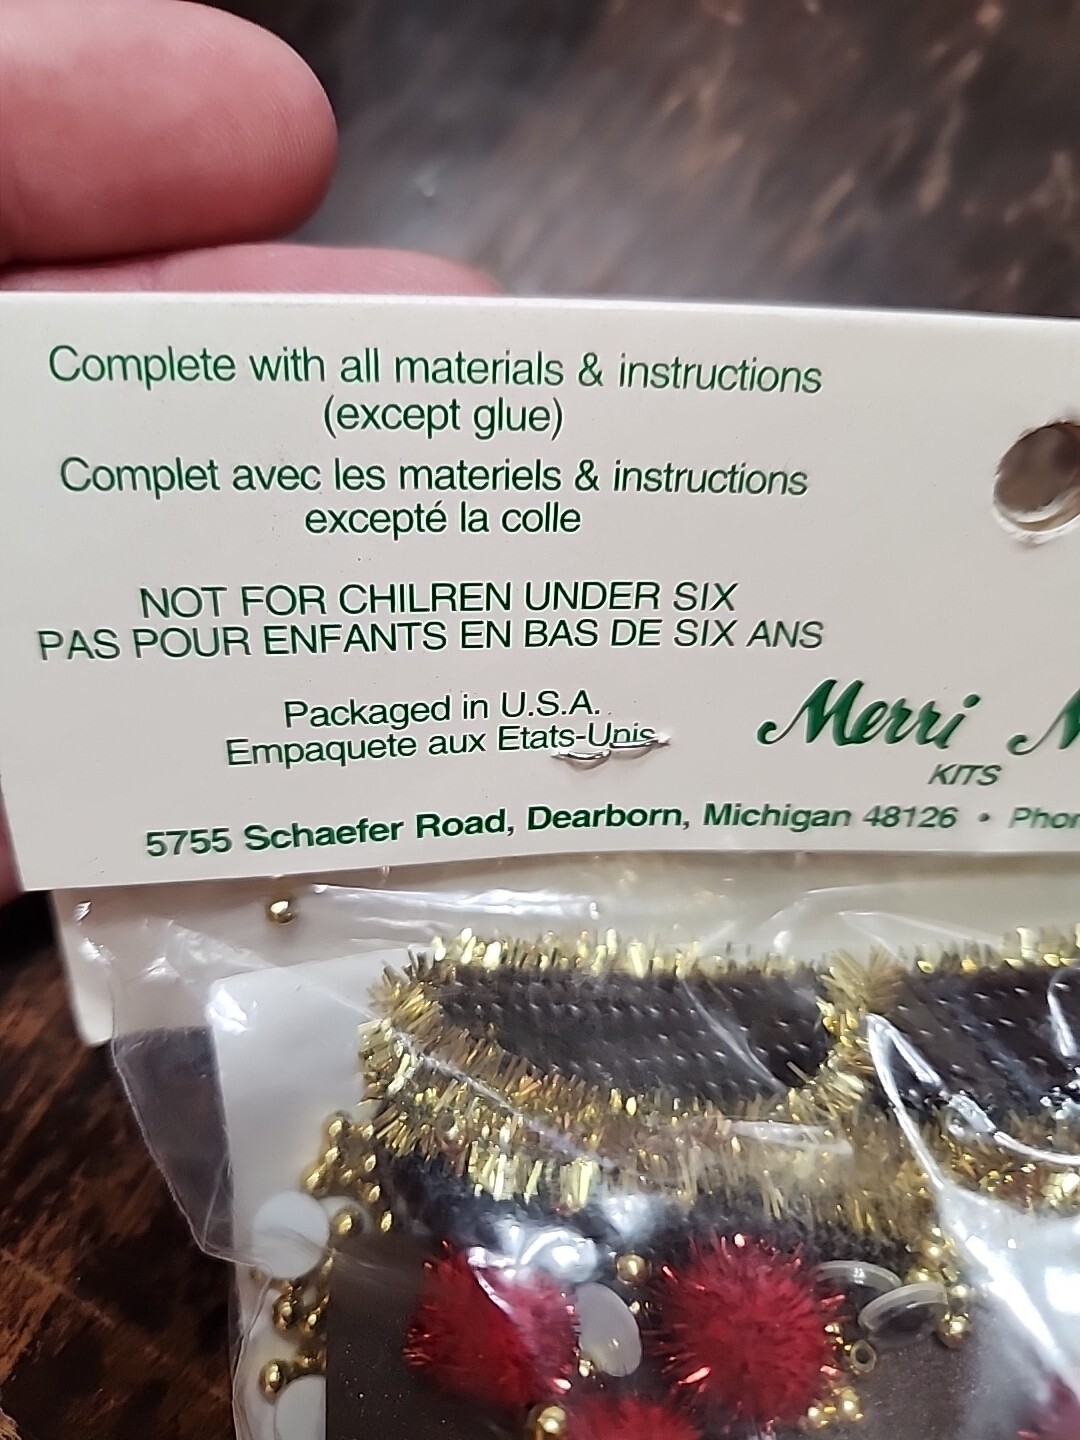 Complete with all materials & instructions
(except glue)
Complet avec les materiels & instructions
excepté la colle
NOT FOR CHILREN UNDER SIX
PAS POUR ENFANTS EN BAS DE SIX ANS
Packaged in U.S.A.
Empaquete aux Etats-Unis
Merri
KITS
5755 Schaefer Road, Dearborn, Michigan 48126 •